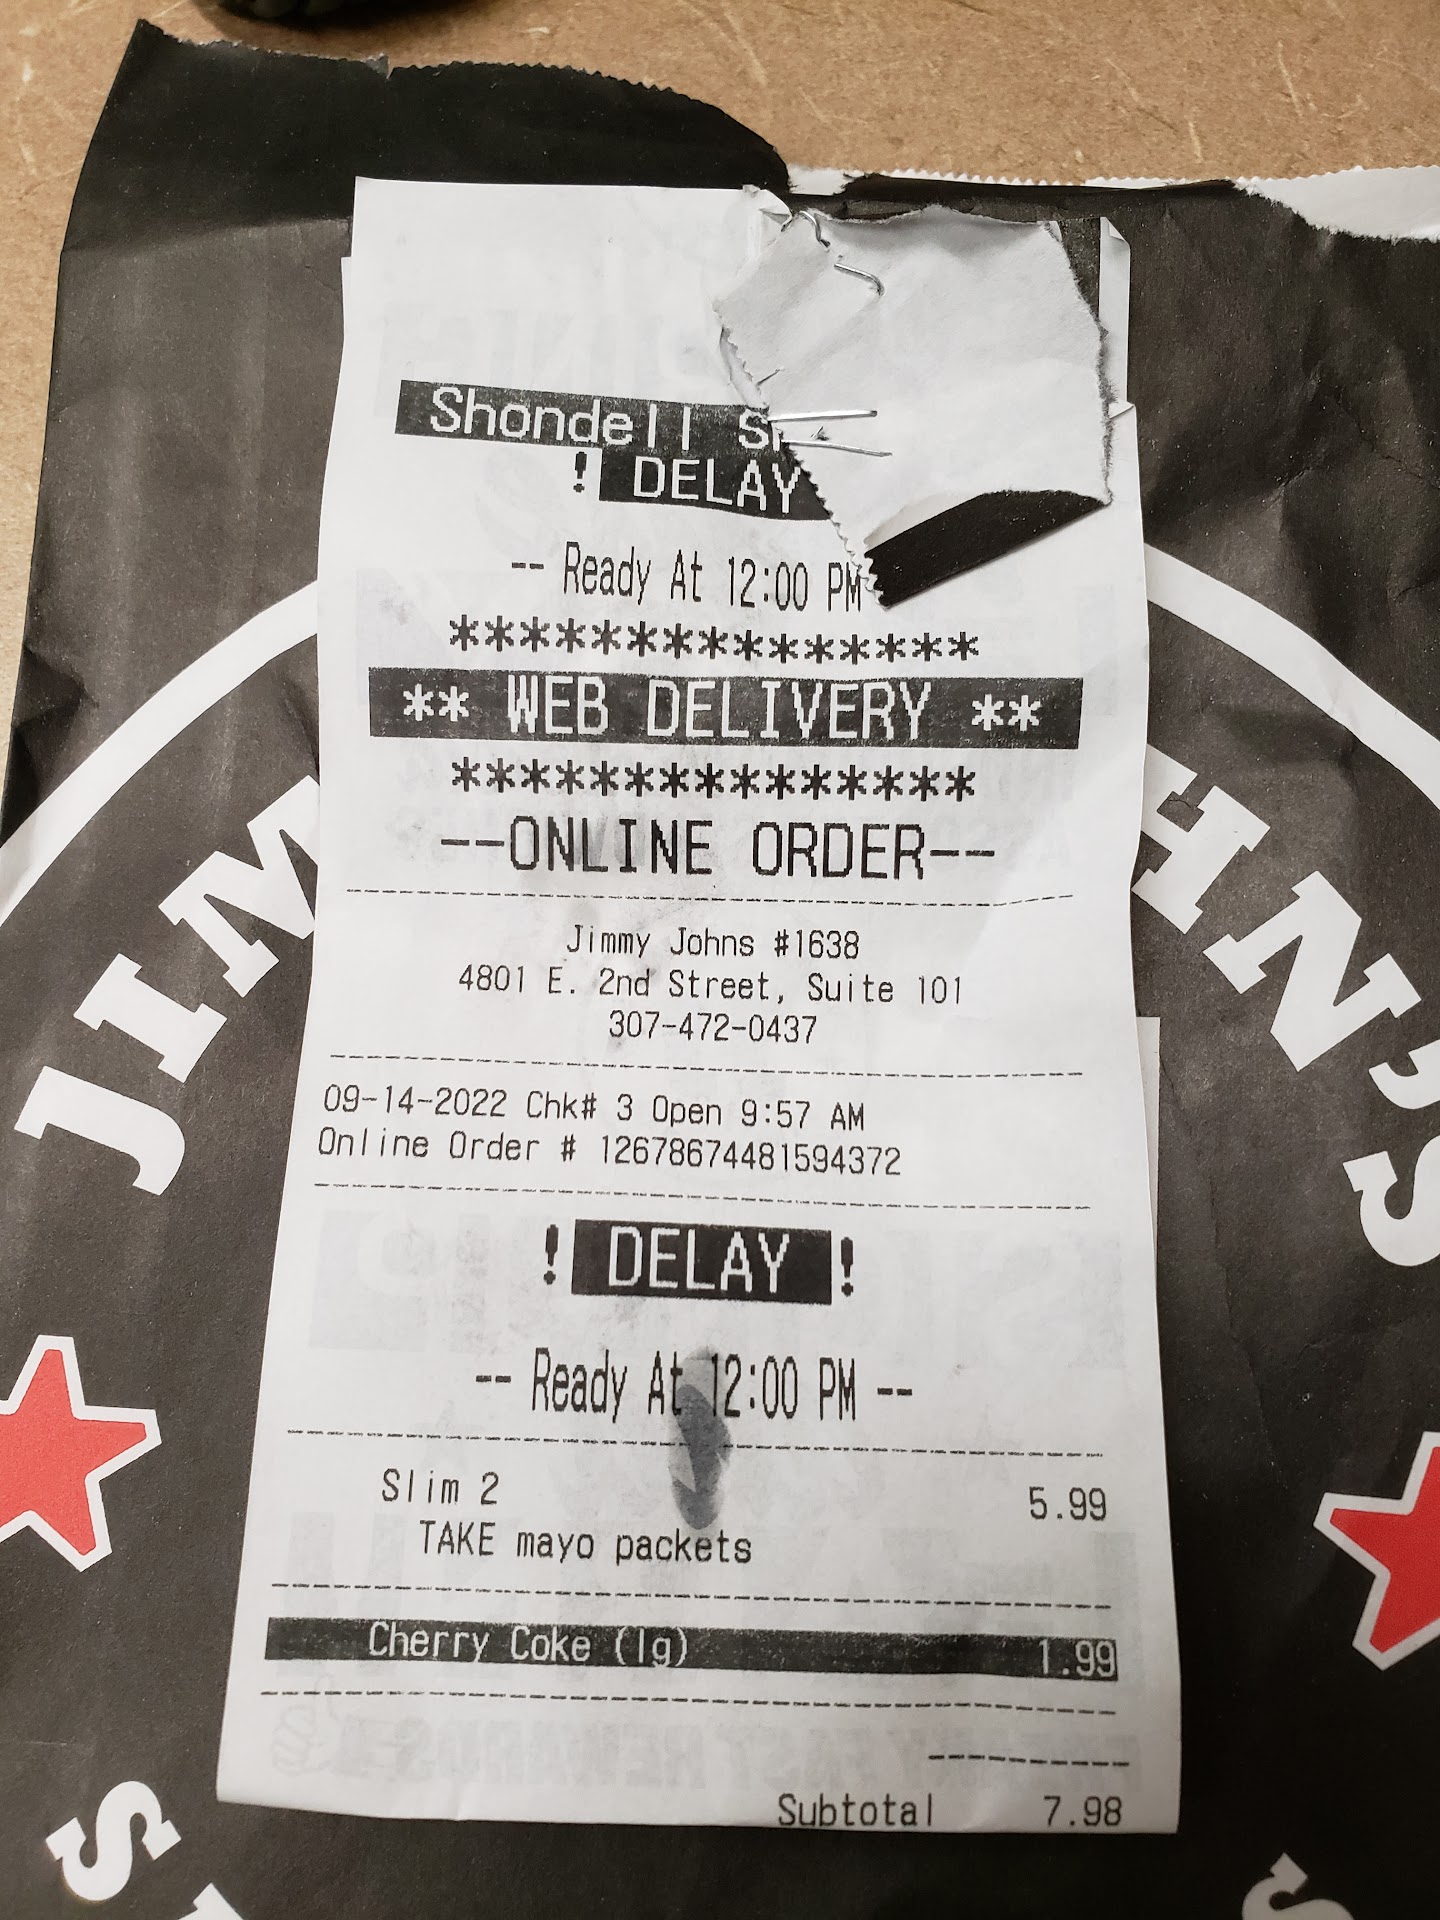 Shondell
! DELAY
-- Ready At 12:00 PM
***************
** WEB DELIVERY **
***************
--ONLINE ORDER--
Jimmy Johns #1638
4801 E. 2nd Street, Suite 101
307-472-0437
09-14-2022 Chk# 3 Open 9:57 AM
Online Order # 12678674481594372
! DELAY !
-- Ready At 12:00 PM --
Slim 2 5.99
TAKE mayo packets
Cherry Coke (lg) 1.99
Subtotal 7.98